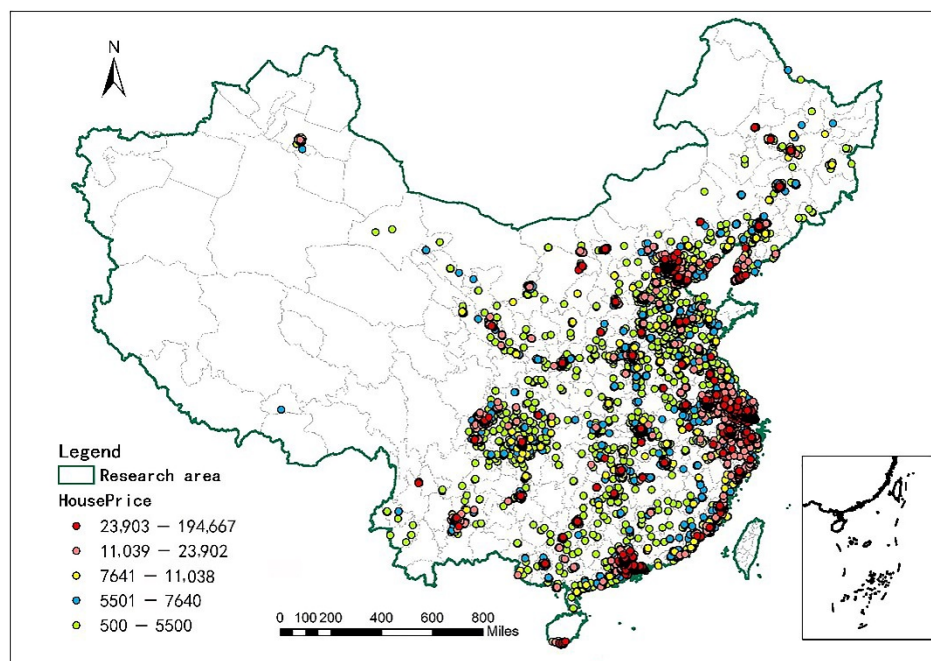 N
Legend
Research area
HousePrice
23,903 — 194,667
11,039 — 23,902
7641 — 11,038
5501 — 7640
500 — 5500
0 100 200 400 600 800
Miles